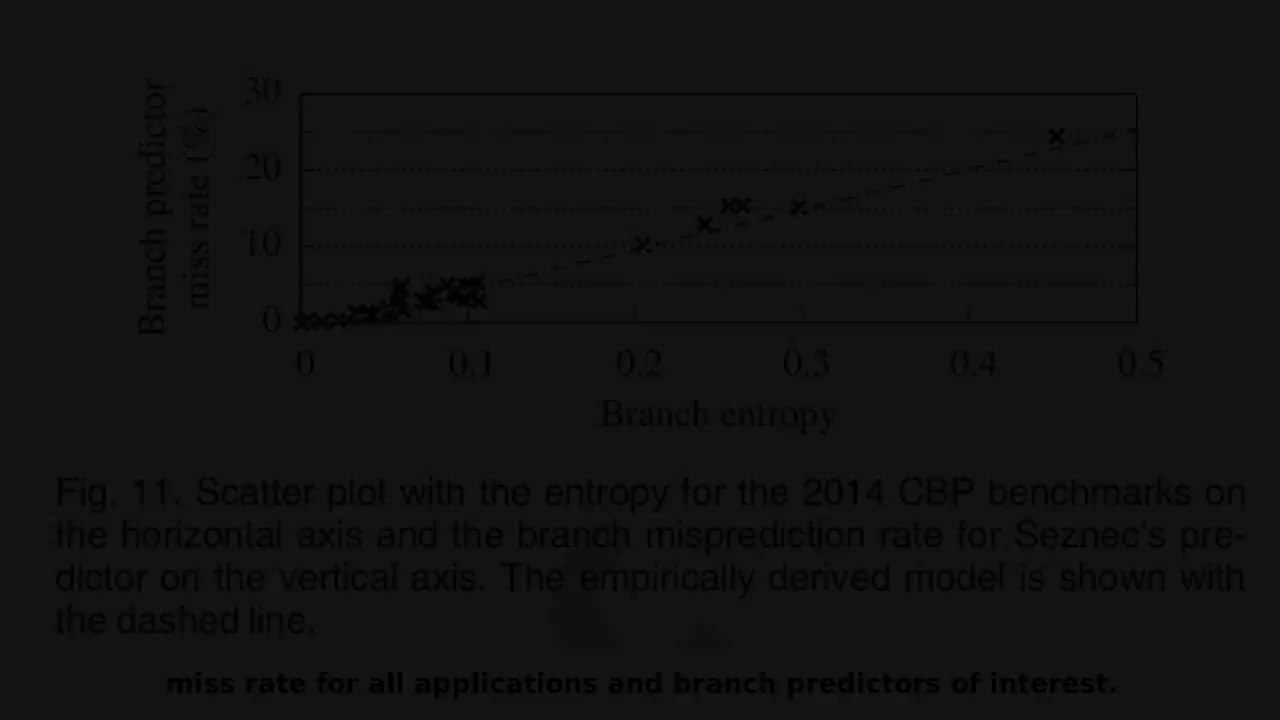 30
20
10
0
Branch predictor
miss rate (%)
0 0.1 0.2 0.3 0.4 0.5
Branch entropy
Fig. 11. Scatter plot with the entropy for the 2014 CBP benchmarks on
the horizontal axis and the branch misprediction rate for Seznec's pre-
dictor on the vertical axis. The empirically derived model is shown with
the dashed line.
miss rate for all applications and branch predictors of interest.